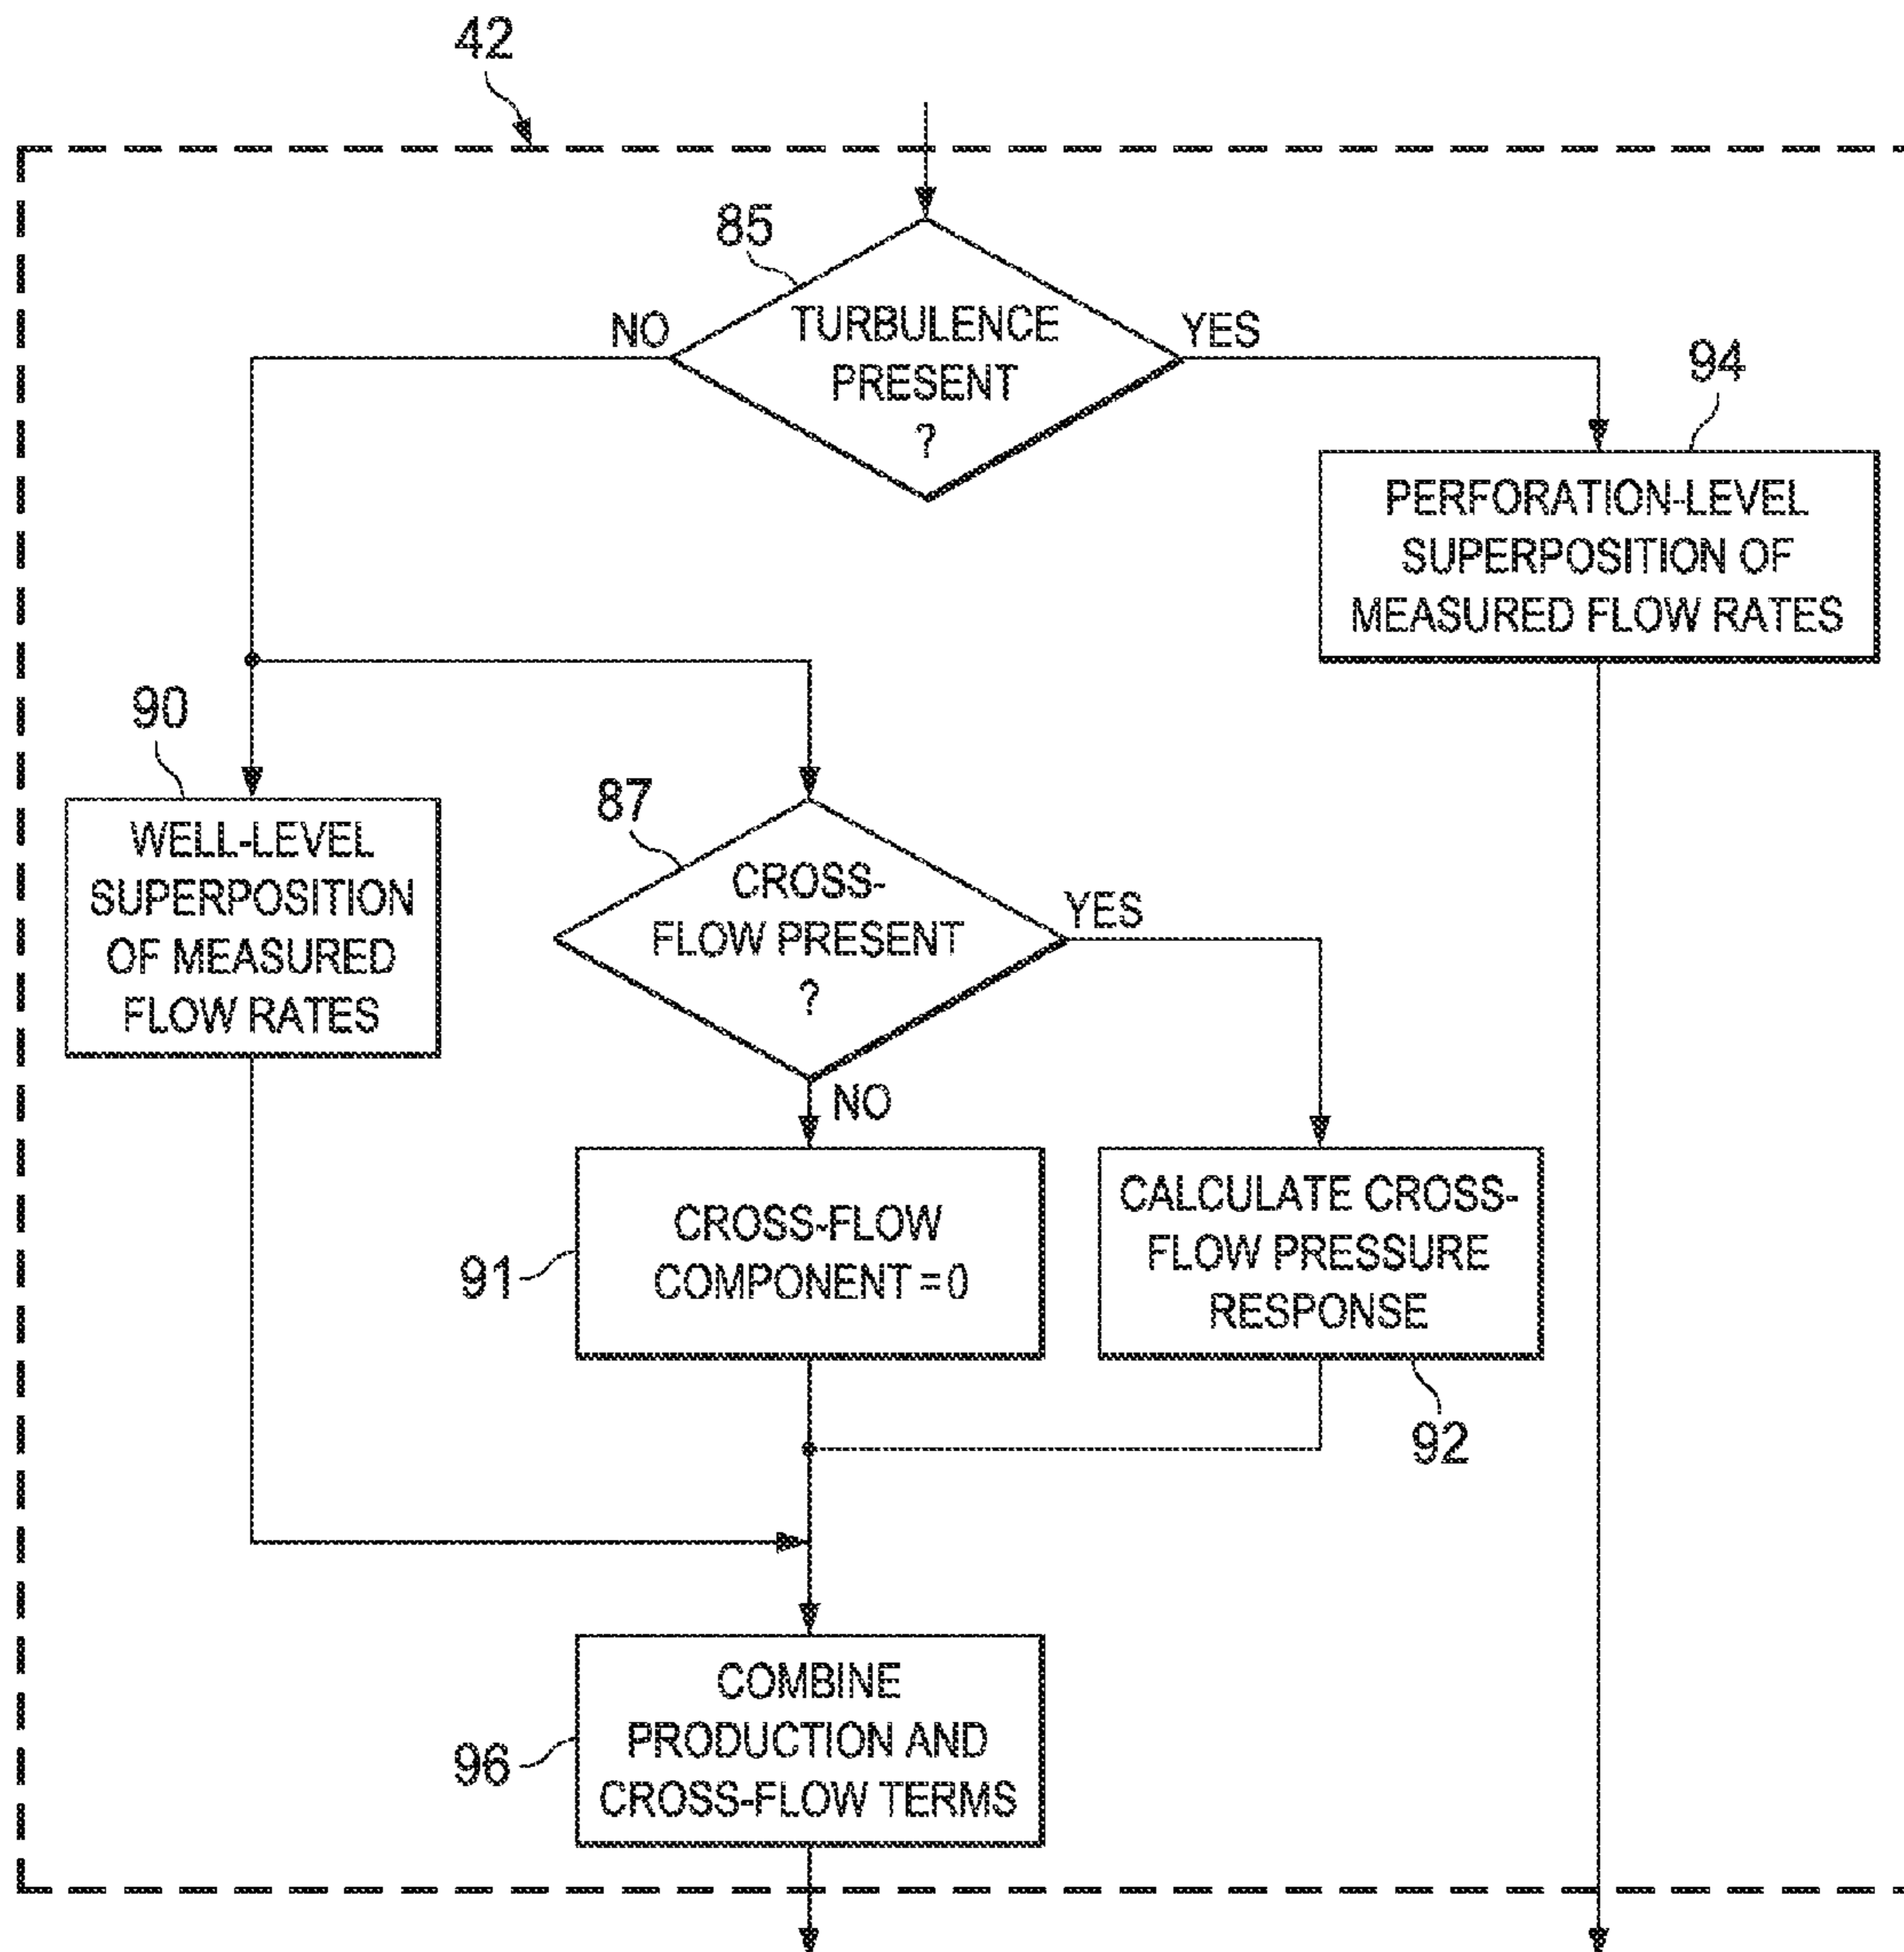 42
85
TURBULENCE
PRESENT
?
NO
YES
94
PERFORATION-LEVEL
SUPERPOSITION OF
MEASURED FLOW RATES
90
WELL-LEVEL
SUPERPOSITION
OF MEASURED
FLOW RATES
87
CROSS-
FLOW PRESENT
?
YES
NO
91
CROSS-FLOW
COMPONENT = 0
CALCULATE CROSS-
FLOW PRESSURE
RESPONSE
92
96
COMBINE
PRODUCTION AND
CROSS-FLOW TERMS